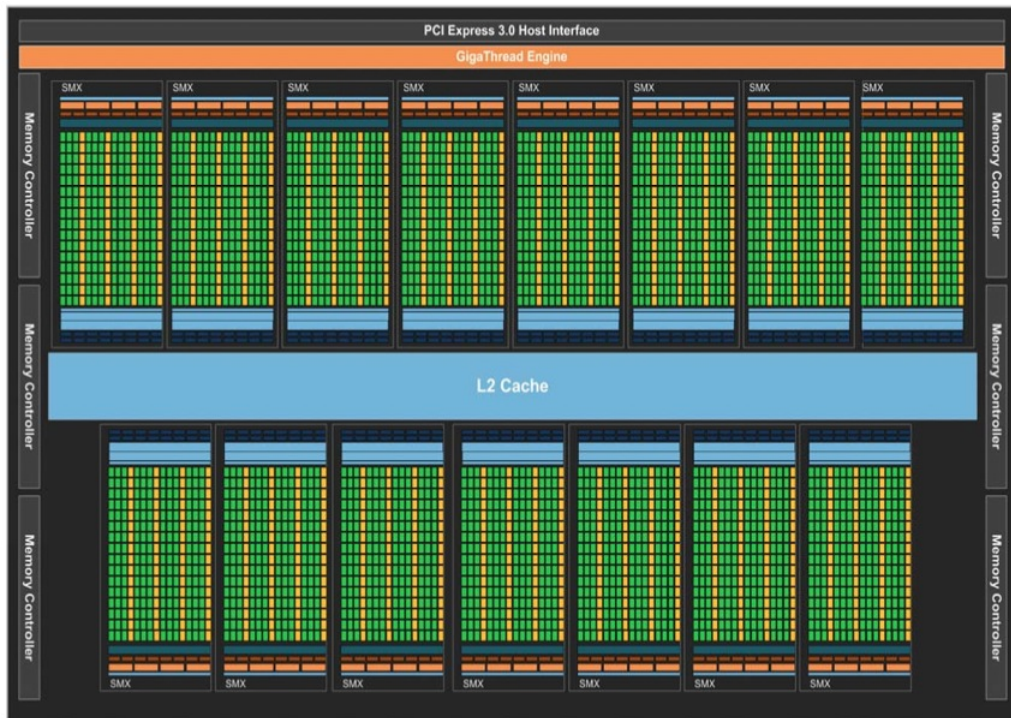 PCI Express 3.0 Host Interface
GigaThread Engine
SMX SMX SMX SMX SMX SMX SMX SMX
Memory Controller
Memory Controller
Memory Controller
Memory Controller
Memory Controller
Memory Controller
L2 Cache
SMX SMX SMX SMX SMX SMX SMX